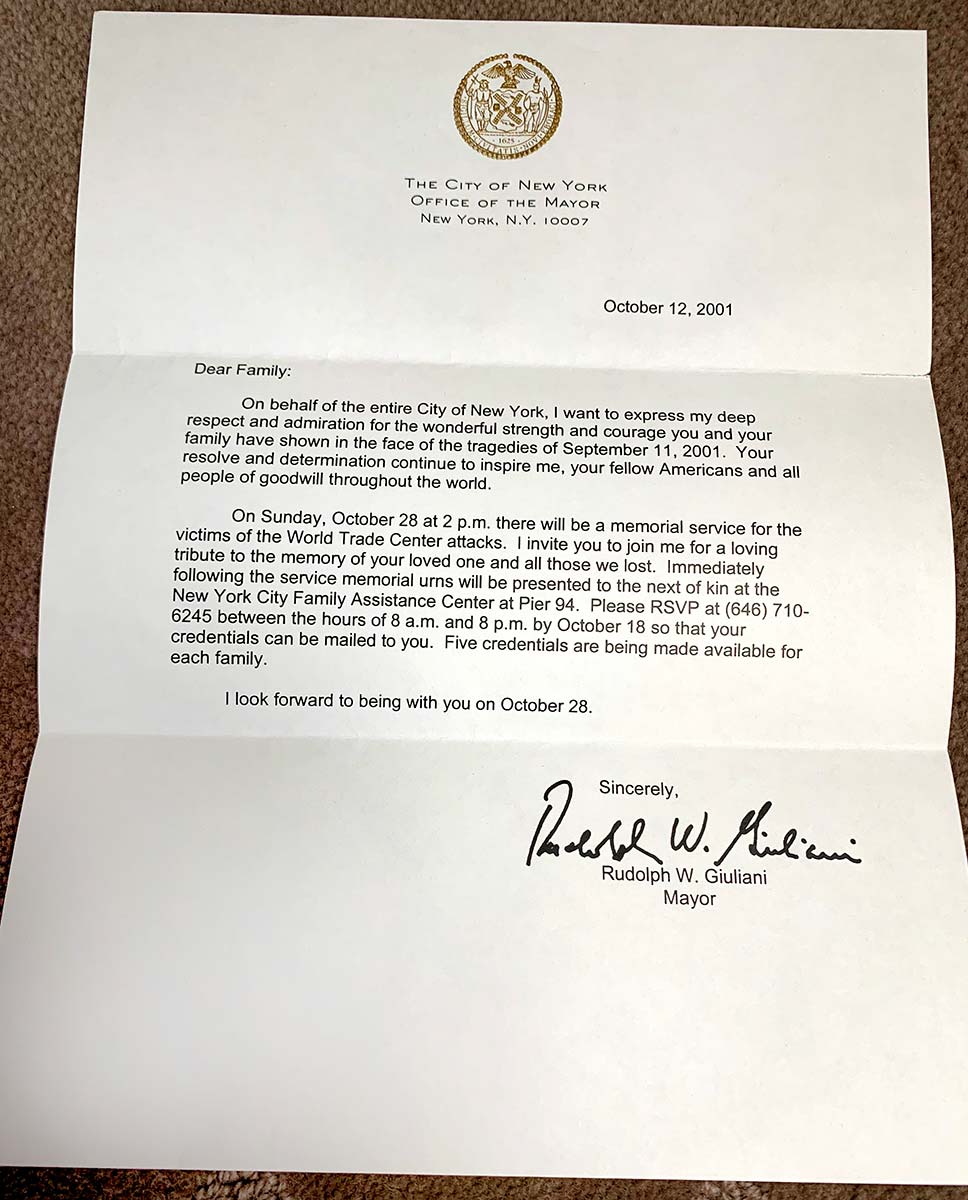 1625
THE CITY OF NEW YORK
OFFICE OF THE MAYOR
NEW YORK, N.Y. 10007
October 12, 2001
Dear Family:
On behalf of the entire City of New York, I want to express my deep
respect and admiration for the wonderful strength and courage you and your
family have shown in the face of the tragedies of September 11, 2001. Your
resolve and determination continue to inspire me, your fellow Americans and all
people of goodwill throughout the world.
On Sunday, October 28 at 2 p.m. there will be a memorial service for the
victims of the World Trade Center attacks. I invite you to join me for a loving
tribute to the memory of your loved one and all those we lost. Immediately
following the service memorial urns will be presented to the next of kin at the
New York City Family Assistance Center at Pier 94. Please RSVP at (646) 710-
6245 between the hours of 8 a.m. and 8 p.m. by October 18 so that your
credentials can be mailed to you. Five credentials are being made available for
each family.
I look forward to being with you on October 28.
Sincerely,
Rudolph W. Giuliani
Rudolph W. Giuliani
Mayor